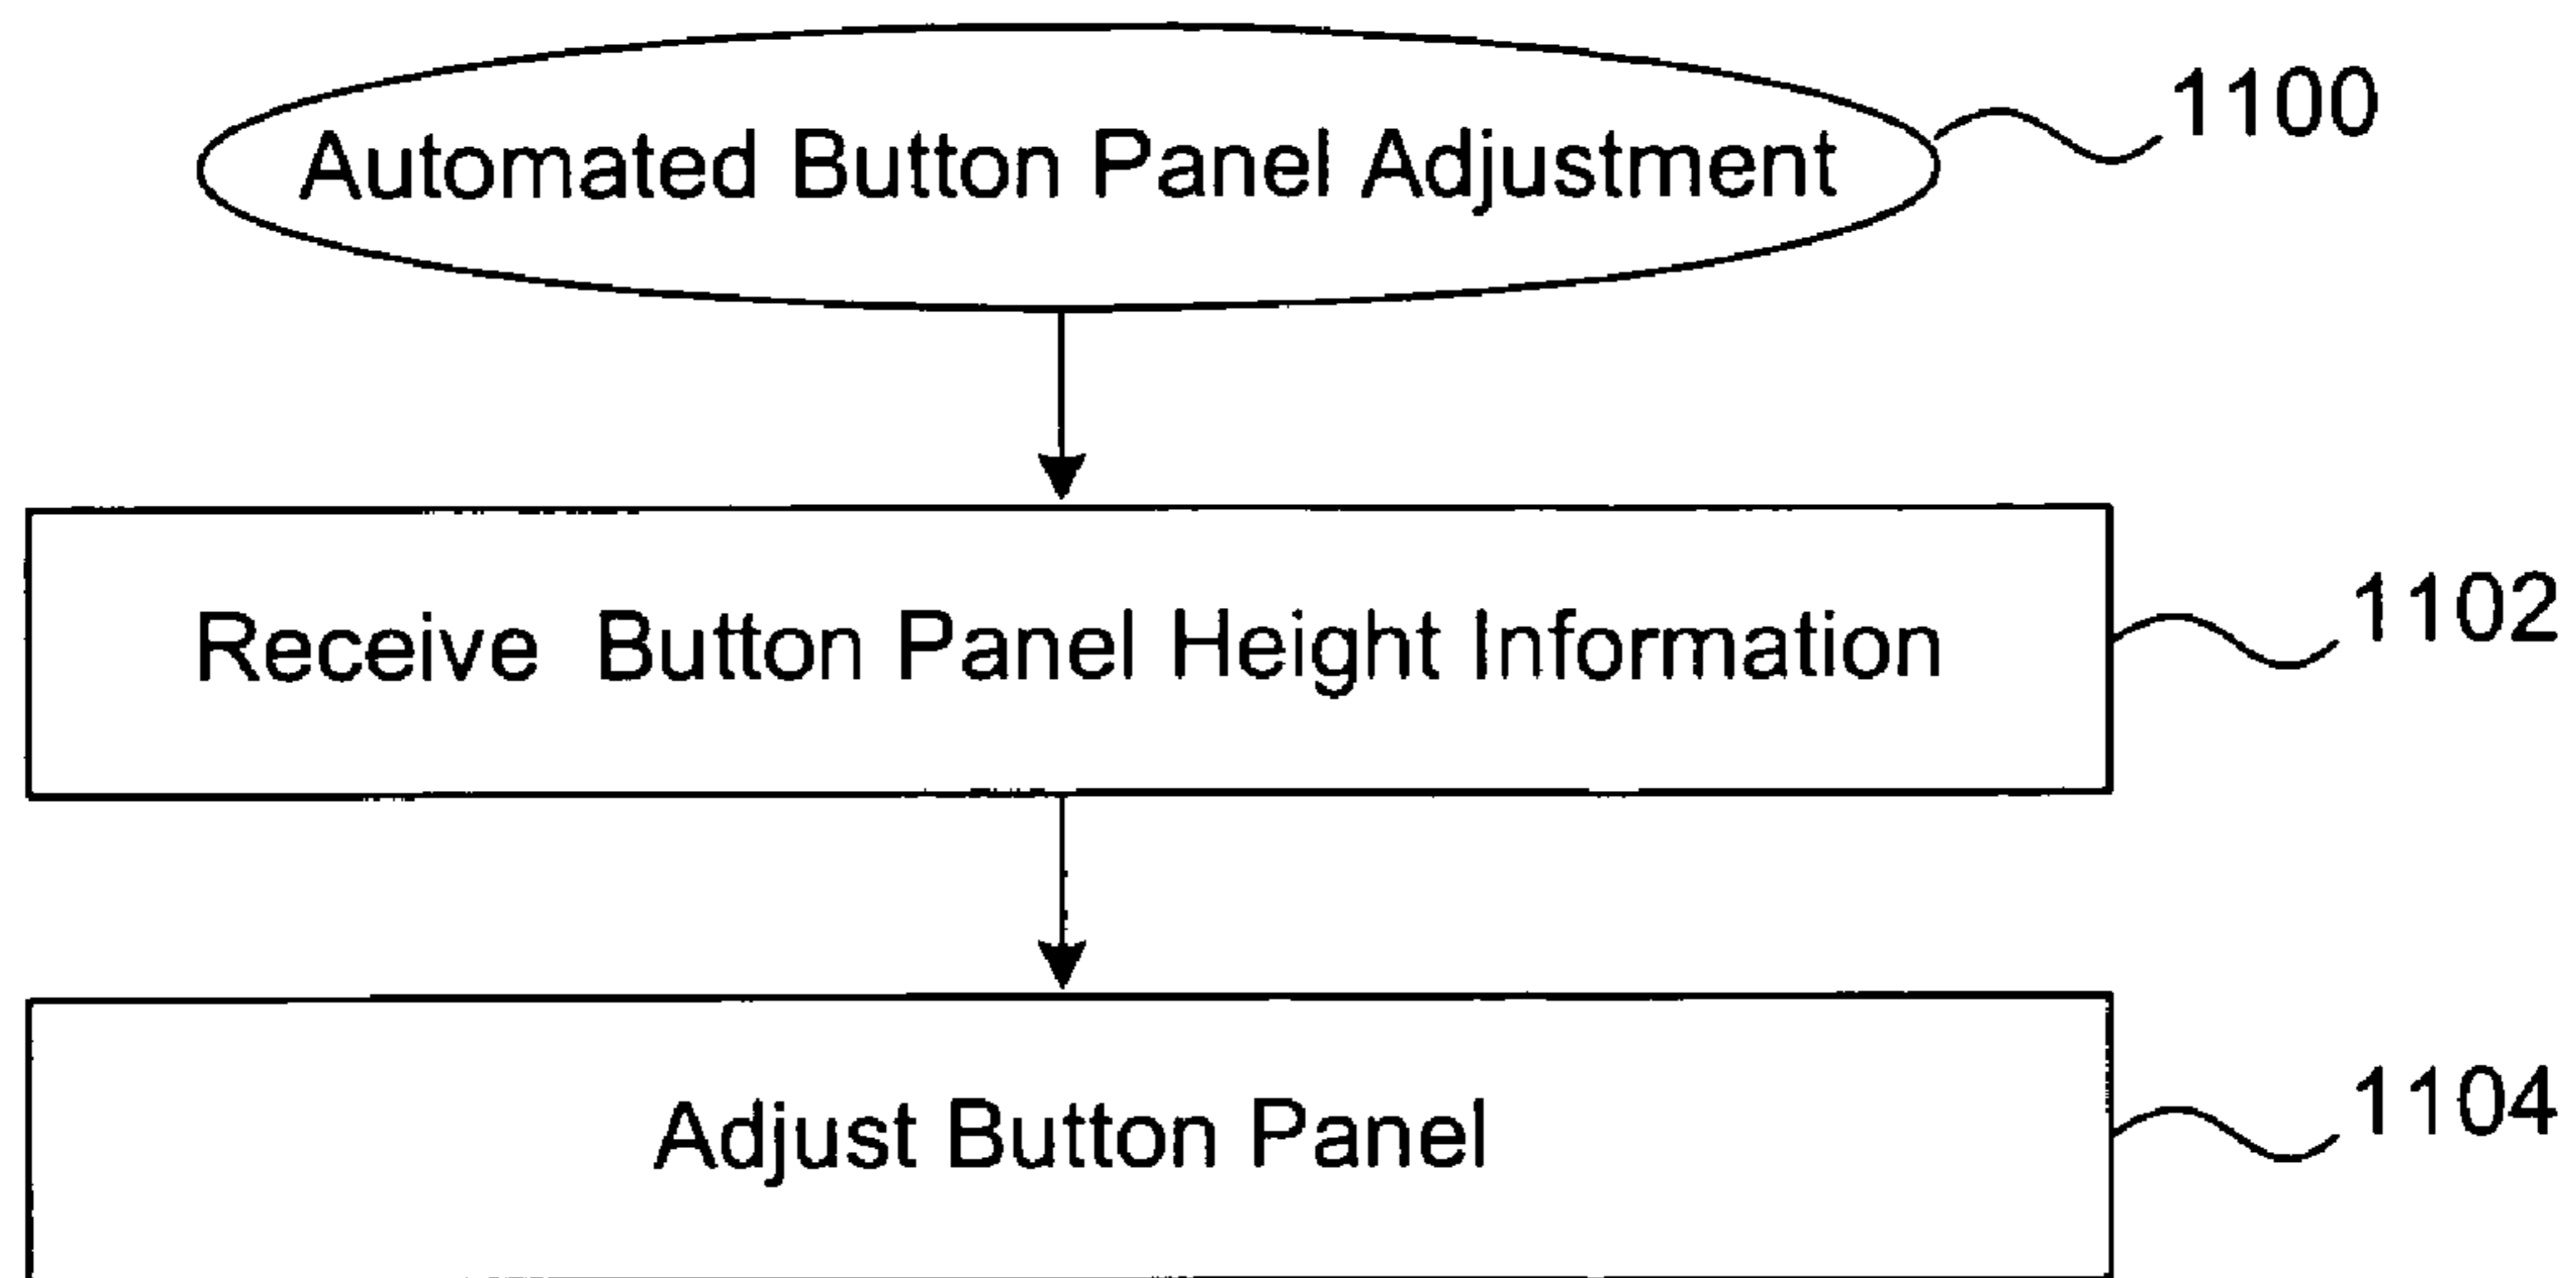 Automated Button Panel Adjustment
1100
Receive Button Panel Height Information
1102
Adjust Button Panel
1104